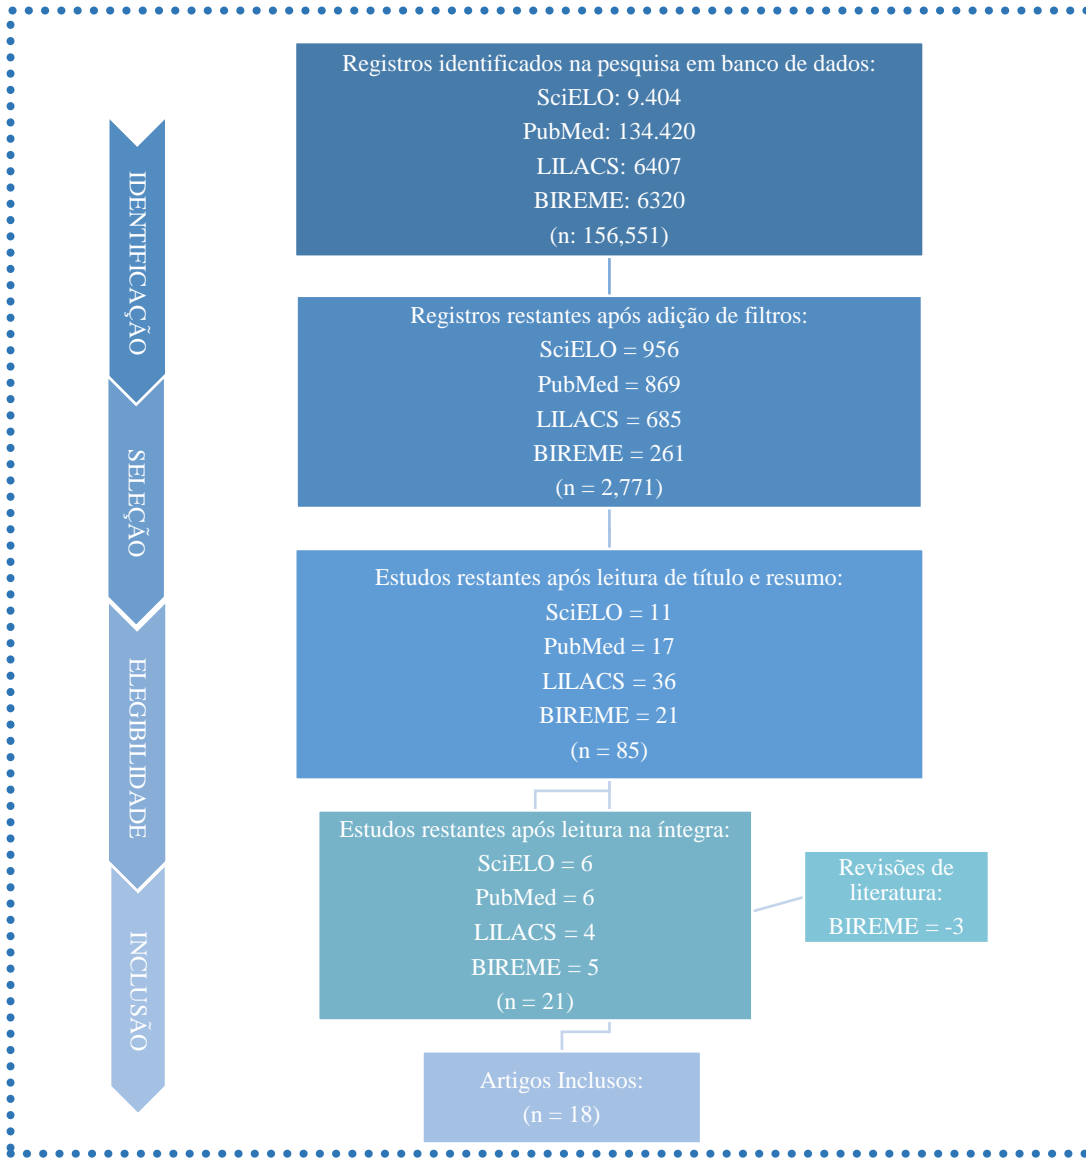 Registros identificados na pesquisa em banco de dados:
SciELO: 9.404
PubMed: 134.420
LILACS: 6407
BIREME: 6320
(n: 156,551)
IDENTIFICAÇÃO
Registros restantes após adição de filtros:
SciELO = 956
PubMed = 869
LILACS = 685
BIREME = 261
(n = 2,771)
SELEÇÃO
Estudos restantes após leitura de título e resumo:
SciELO = 11
PubMed = 17
LILACS = 36
BIREME = 21
(n = 85)
ELEGIBILIDADE
Estudos restantes após leitura na íntegra:
SciELO = 6
PubMed = 6
LILACS = 4
BIREME = 5
(n = 21)
Revisões de
literatura:
BIREME = -3
INCLUSÃO
Artigos Inclusos:
(n = 18)